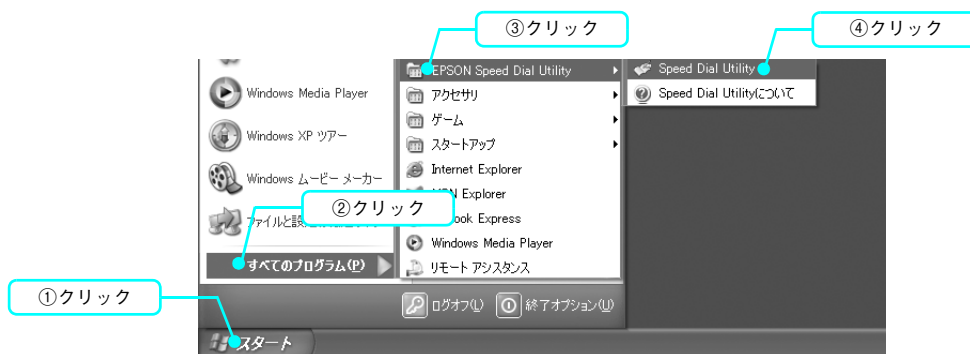 ③クリック
④クリック
EPSON Speed Dial Utility
Speed Dial Utility
Windows Media Player
アクセサリ
Speed Dial Utilityについて
ゲーム
Windows XP ツアー
スタートアップ
Internet Explorer
Windows ムービー メーカー
Explorer
②クリック
ファイルと
Express
Windows Media Player
すべてのプログラム(P)
リモート アシスタンス
①クリック
ログオフ(L)
終了オプション(U)
スタート